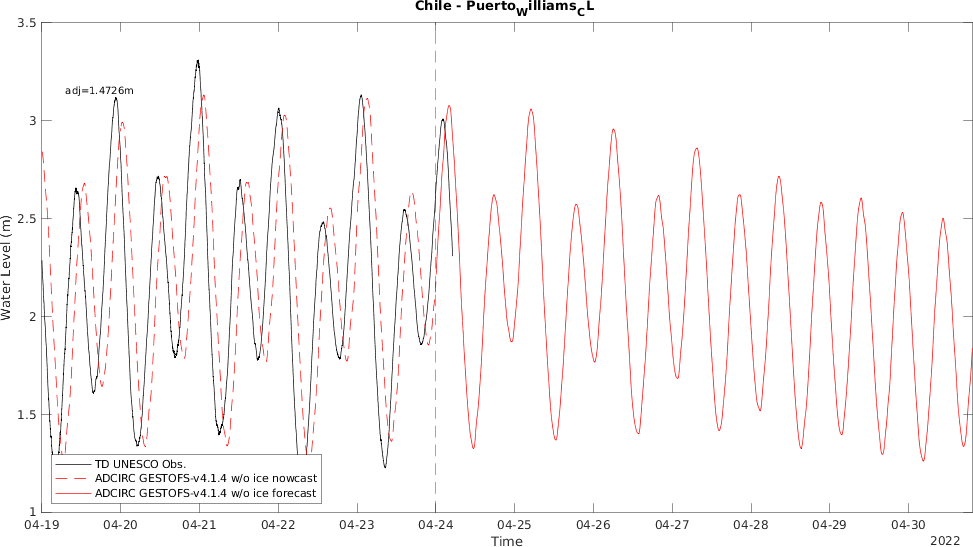 Chile - PuertoWilliamsCL
3.5
adj=1.4726m
3
2.5
Water Level (m)
2
1.5
TD UNESCO Obs.
ADCIRC GESTOFS-v4.1.4 w/o ice nowcast
ADCIRC GESTOFS-v4.1.4 w/o ice forecast
1
04-19 04-20 04-21 04-22 04-23 04-24 04-25 04-26 04-27 04-28 04-29 04-30
Time
2022